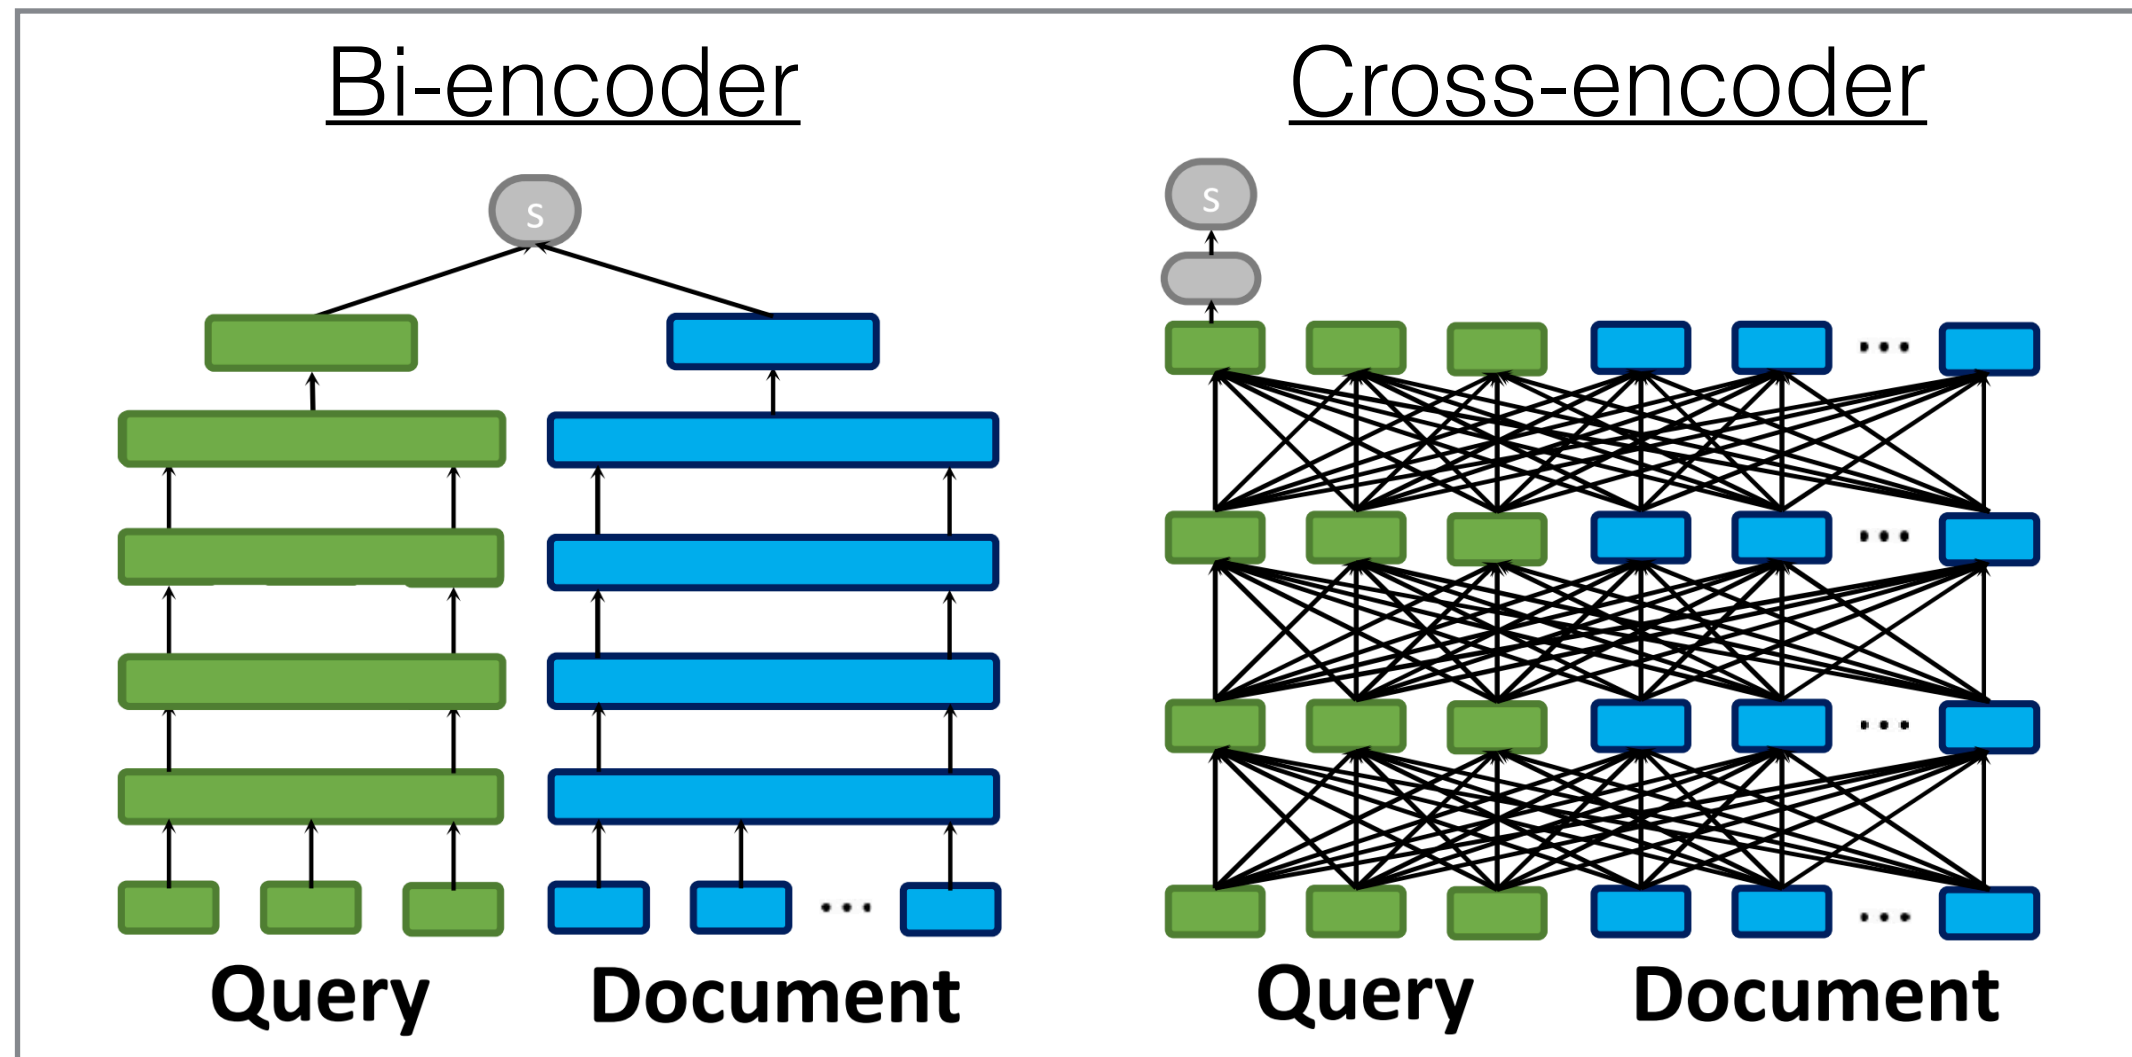 Bi-encoder
Cross-encoder
s
s
Query
Document
Query
Document